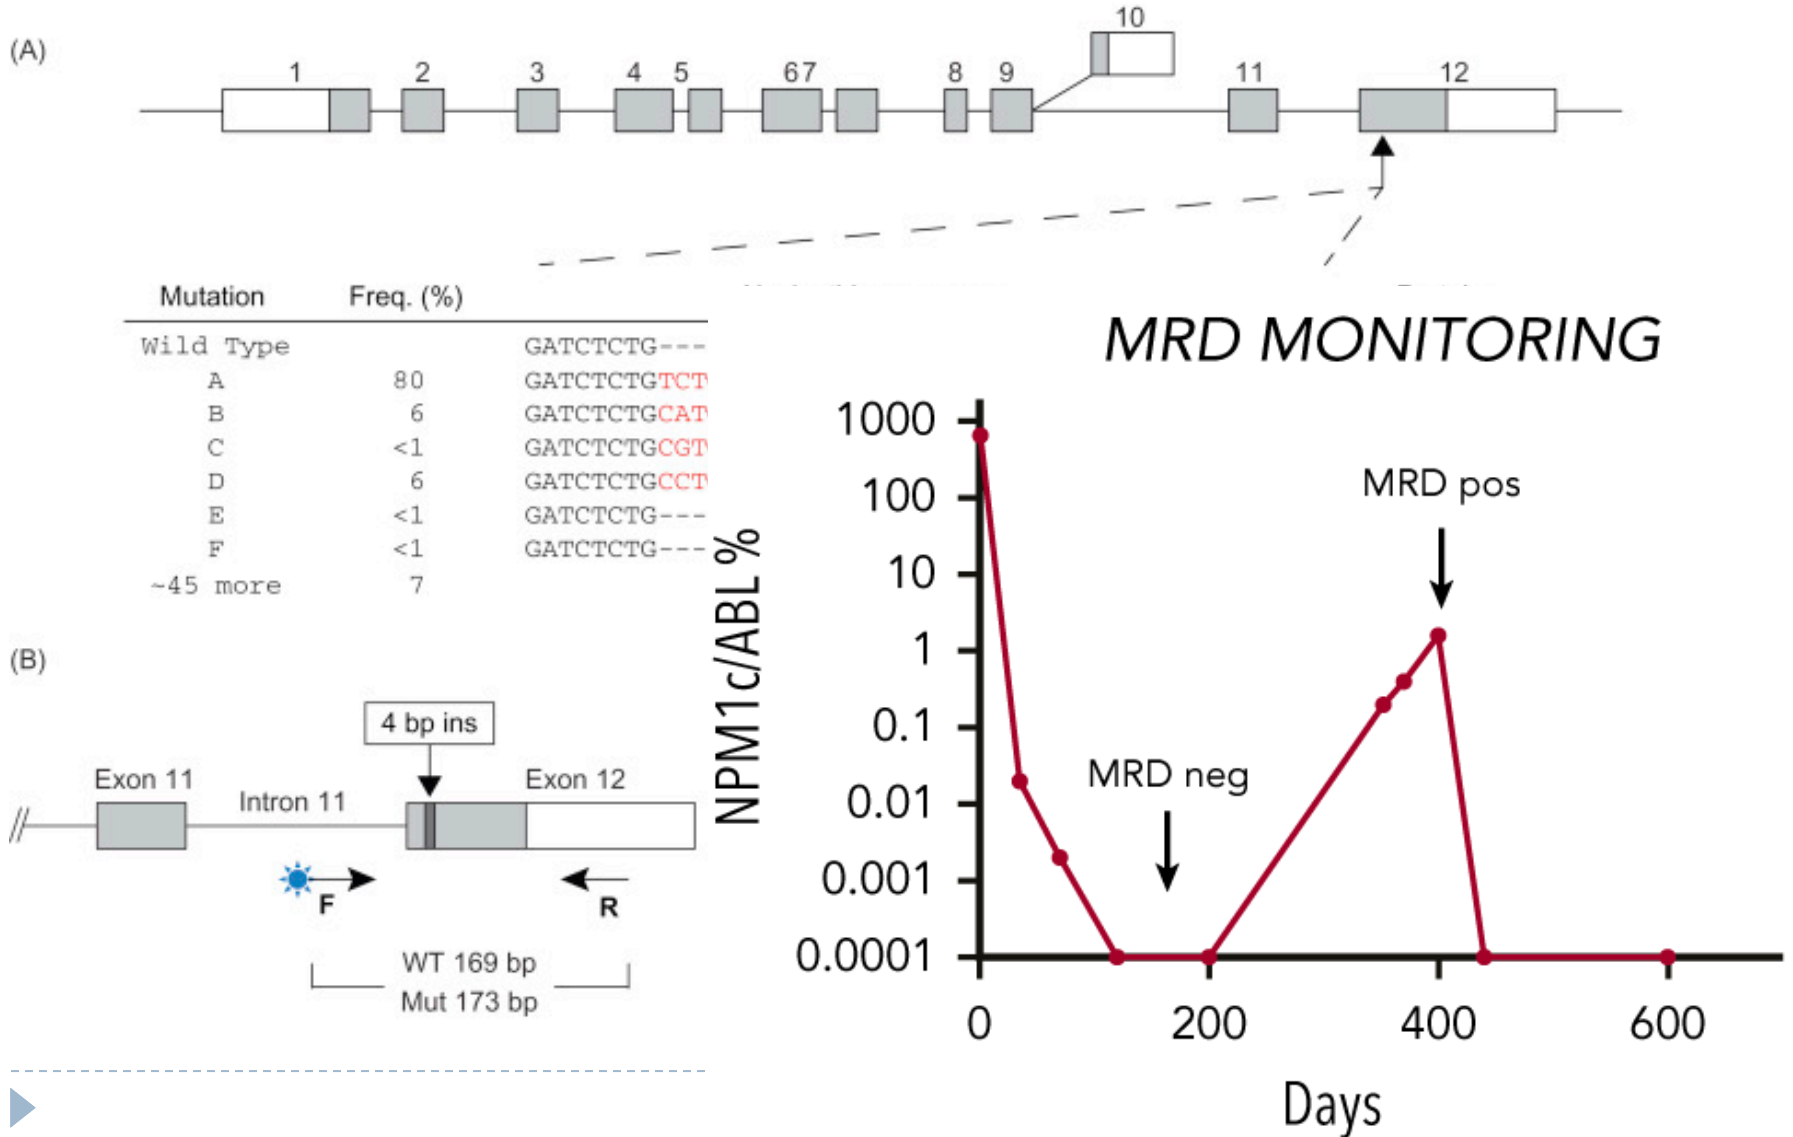 (A)
1 2 3 4 5 6 7 8 9 10 11 12
Mutation Freq. (%)
Wild Type GATCTCTG---
A 80 GATCTCTGTCT
B 6 GATCTCTGCAT
C <1 GATCTCTGCGT
D 6 GATCTCTGCCT
E <1 GATCTCTG---
F <1 GATCTCTG---
~45 more 7
(B)
4 bp ins
Exon 11 Intron 11 Exon 12
F R
WT 169 bp
Mut 173 bp
MRD MONITORING
NPM1c/ABL %
1000
100
10
1
0.1
0.01
0.001
0.0001
MRD pos
MRD neg
0 200 400 600
Days